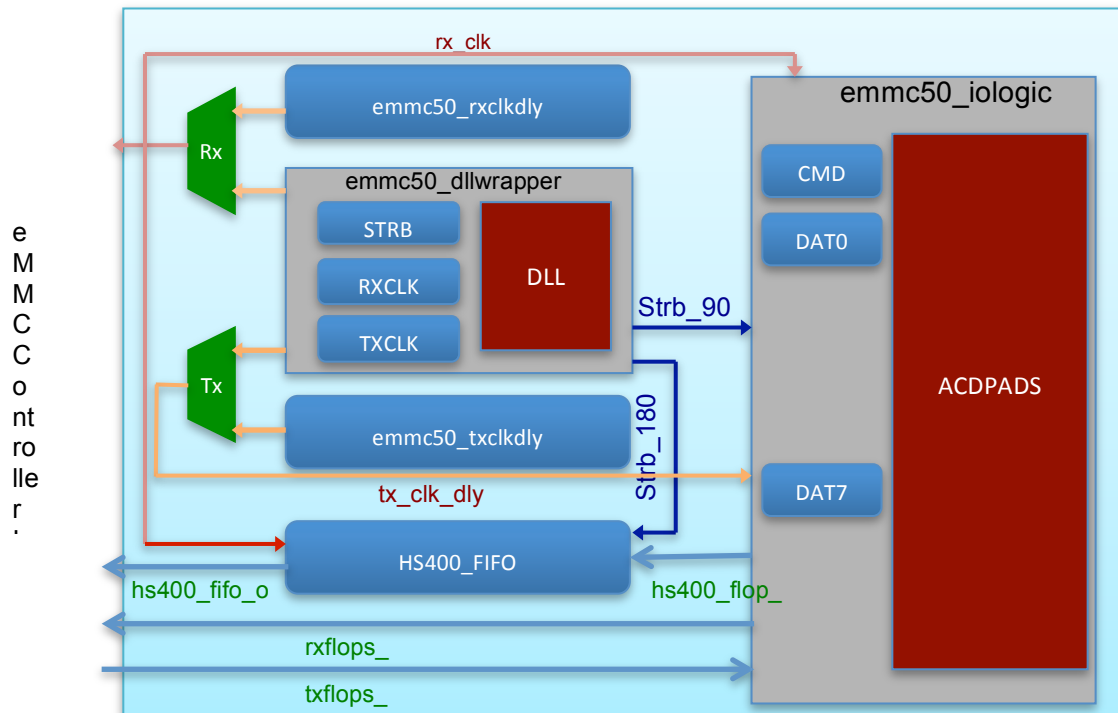 rx_clk
emmc50_rxclkdly
emmc50_iologic
Rx
CMD
emmc50_dllwrapper
STRB
DAT0
e
M
M
C
C
o
nt
ro
lle
r
RXCLK
DLL
Strb_90
TXCLK
Tx
ACDPADS
emmc50_txclkdly
Strb_180
DAT7
tx_clk_dly
HS400_FIFO
hs400_fifo_o
hs400_flop_
rxflops_
txflops_